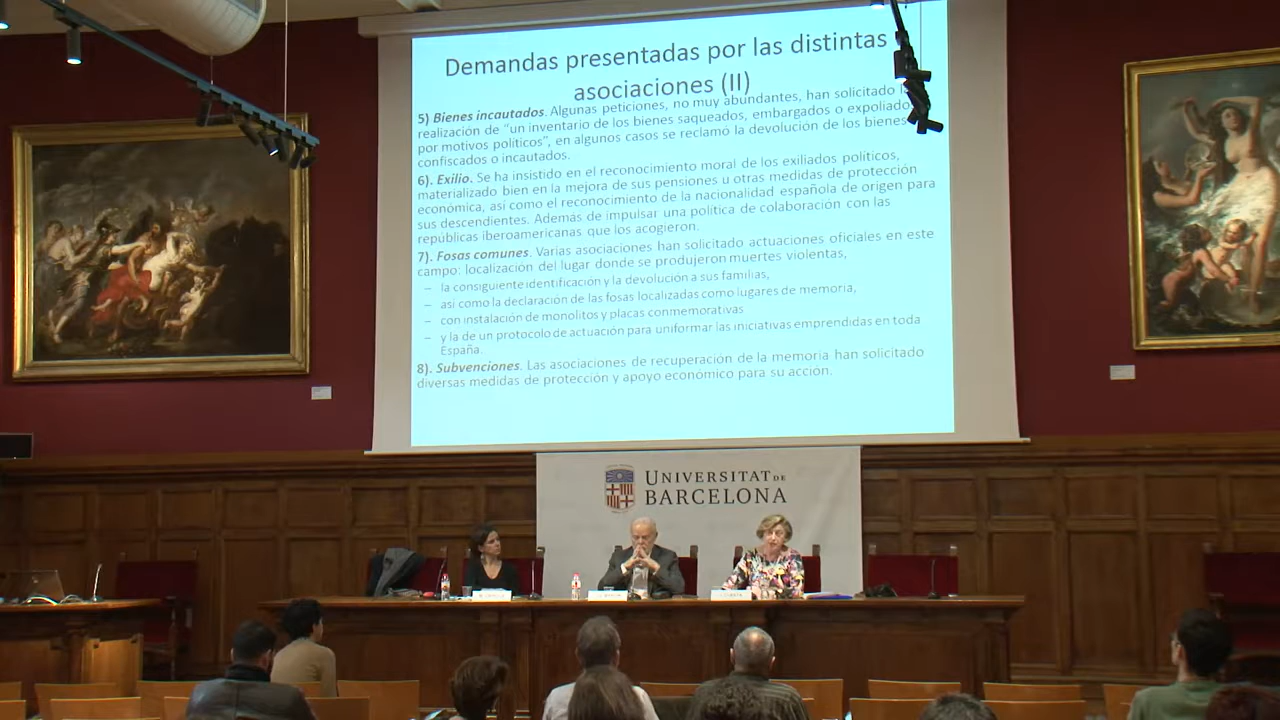 Demandas presentadas por las distintas
asociaciones (II)
5) Bienes incautados. Algunas peticiones, no muy abundantes, han solicitado
realización de “un inventario de los bienes saqueados, embargados o expoliado
por motivos políticos”, en algunos casos se reclamó la devolución de los bienes
confiscados o incautados.
6). Exilio. Se ha insistido en el reconocimiento moral de los exiliados políticos,
materializado bien en la mejora de sus pensiones u otras medidas de protección
económica, así como el reconocimiento de la nacionalidad española de origen para
sus descendientes. Además de impulsar una política de colaboración con las
repúblicas iberoamericanas que los acogieron.
7). Fosas comunes. Varias asociaciones han solicitado actuaciones oficiales en este
campo: localización del lugar donde se produjeron muertes violentas,
– la consiguiente identificación y la devolución a sus familias,
– así como la declaración de las fosas localizadas como lugares de memoria,
– con instalación de monolitos y placas conmemorativas
– y la de un protocolo de actuación para uniformar las iniciativas emprendidas en toda
España.
8). Subvenciones. Las asociaciones de recuperación de la memoria han solicitado
diversas medidas de protección y apoyo económico para su acción.
UNIVERSITAT DE
BARCELONA